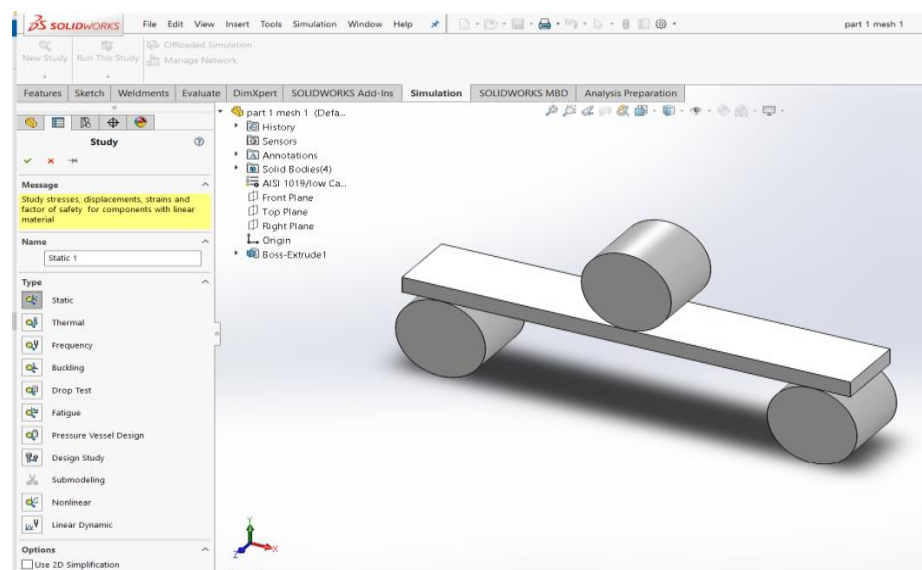 SOLIDWORKS File Edit View Insert Tools Simulation Window Help part 1 mesh 1
New Study Run This Study Offloaded Simulation
Manage Network
Features Sketch Weldments Evaluate DimXpert SOLIDWORKS Add-Ins Simulation SOLIDWORKS MBD Analysis Preparation
part 1 mesh 1 (Defa...
History
Sensors
Annotations
Solid Bodies(4)
AISI 1019/low Ca...
Front Plane
Top Plane
Right Plane
Origin
Boss-Extrude1
Study
Message
Study stresses, displacements, strains and
factor of safety for components with linear
material
Name
Static 1
Type
Static
Thermal
Frequency
Buckling
Drop Test
Fatigue
Pressure Vessel Design
Design Study
Submodeling
Nonlinear
Linear Dynamic
Options
Use 2D Simplification
Y
Z
X